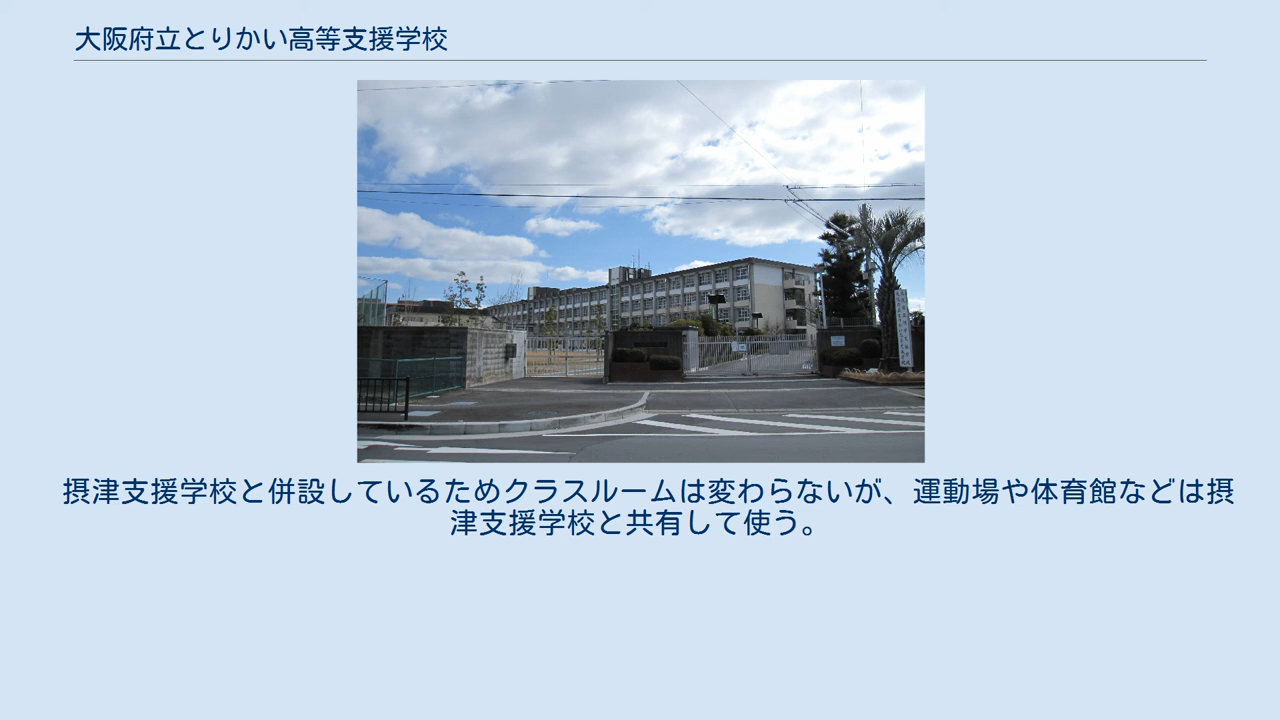 大阪府立とりかい高等支援学校
摂津支援学校と併設しているためクラスルームは変わらないが、運動場や体育館などは摂
津支援学校と共有して使う。